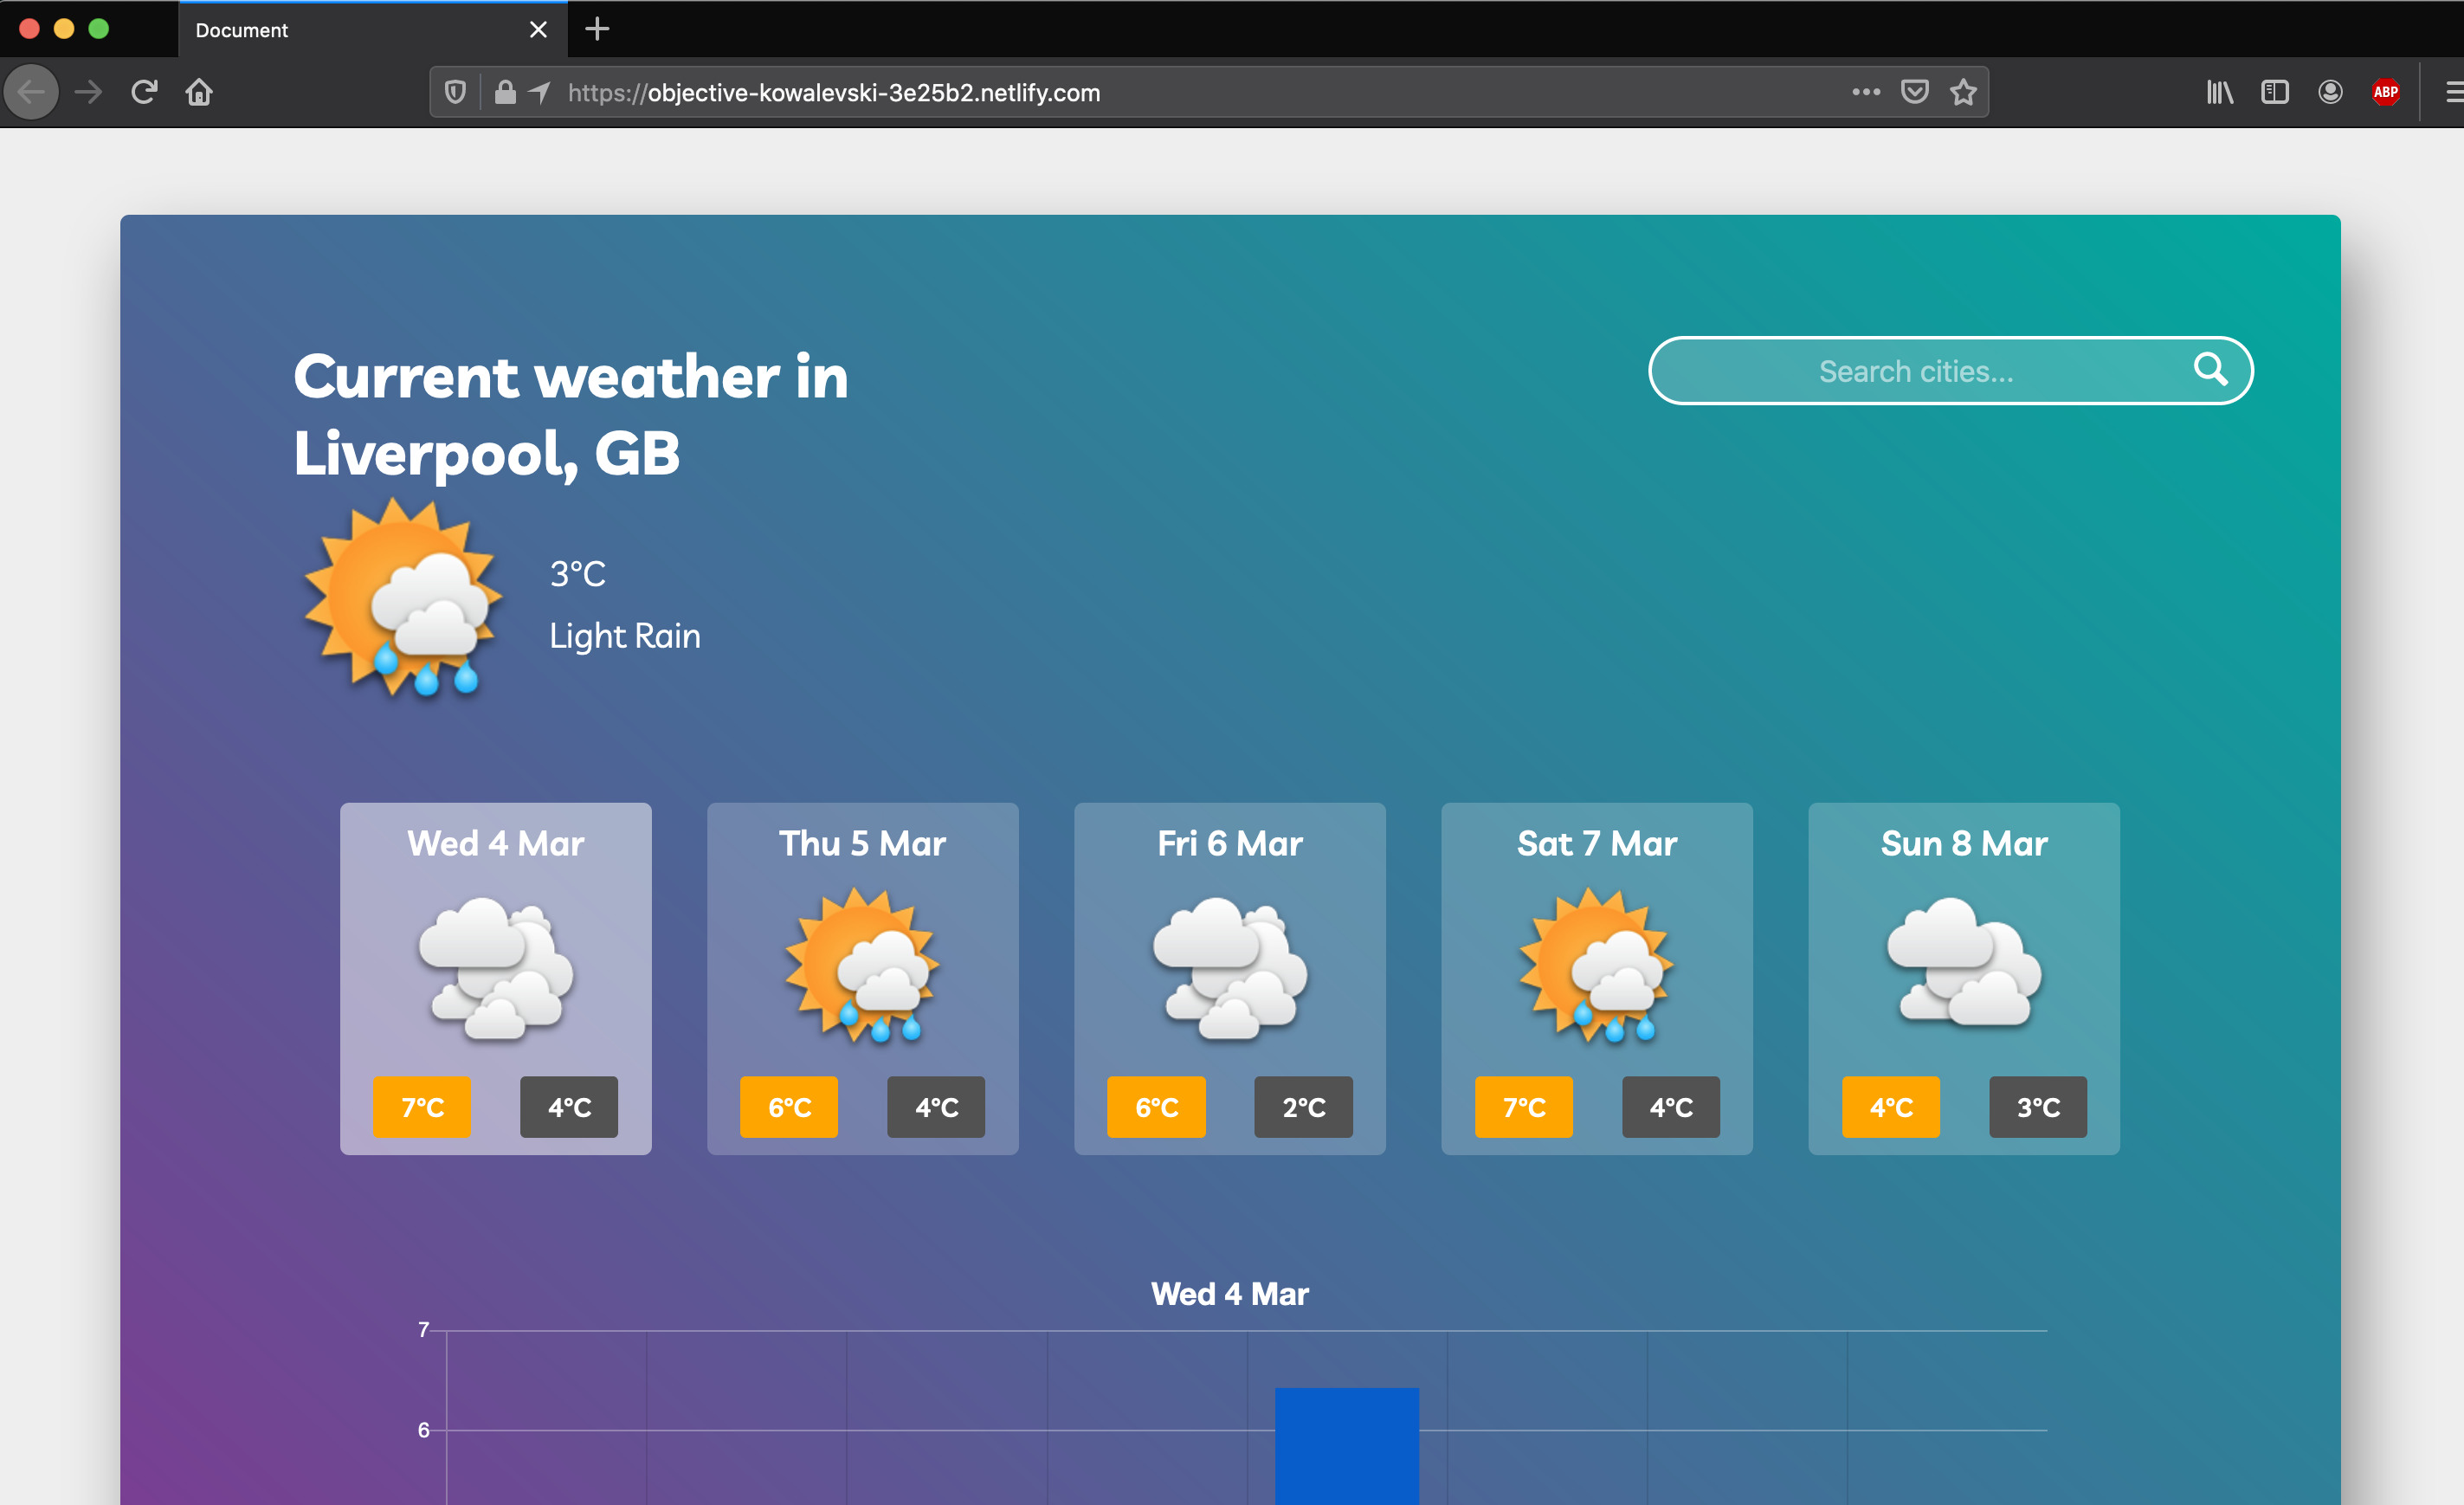 Document
https://objective-kowalevski-3e25b2.netlify.com
ABP
Current weather in
Liverpool, GB
Search cities...
3°C
Light Rain
Wed 4 Mar
7°C 4°C
Thu 5 Mar
6°C 4°C
Fri 6 Mar
6°C 2°C
Sat 7 Mar
7°C 4°C
Sun 8 Mar
4°C 3°C
Wed 4 Mar
7
6